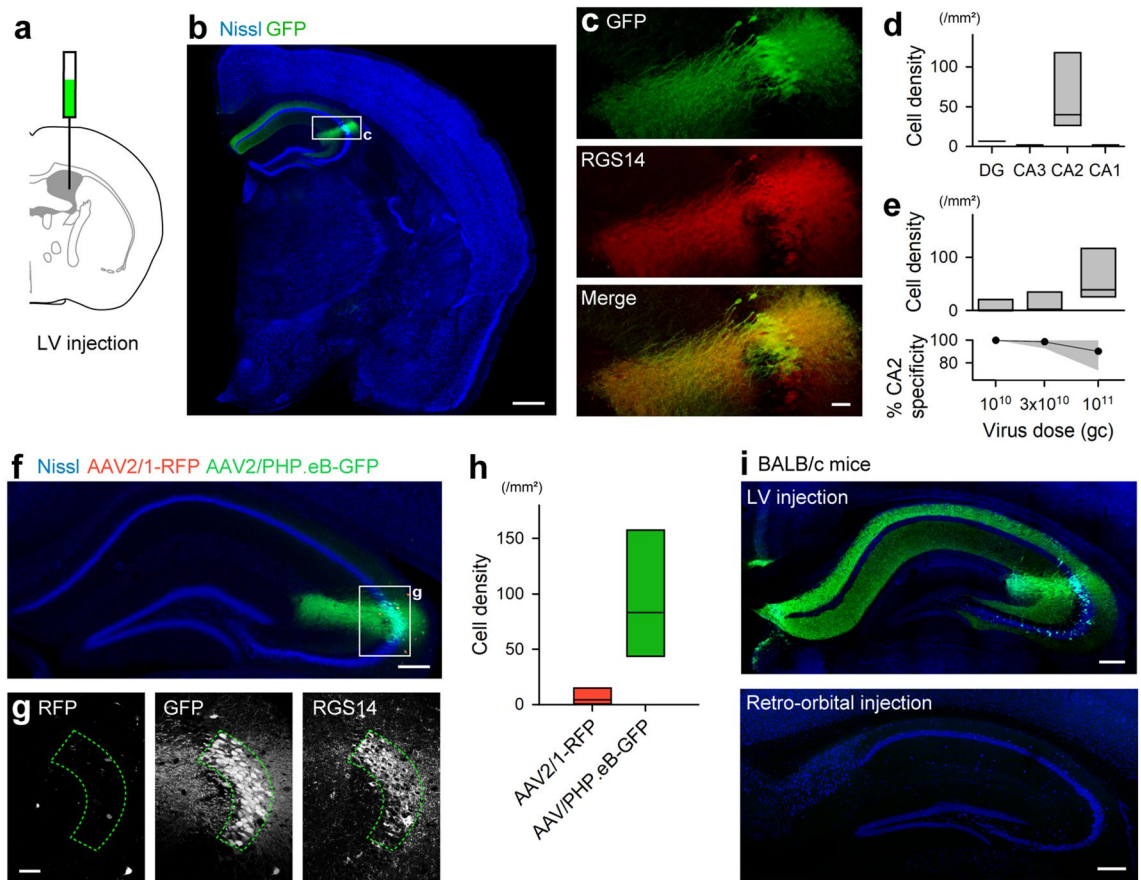 a
LV injection
b Nissl GFP
c
c GFP
RGS14
Merge
d
(/mm²)
Cell density
100
50
0
DG CA3 CA2 CA1
e
(/mm²)
Cell density
100
0
% CA2 specificity
100
80
10¹⁰ 3x10¹⁰ 10¹¹
Virus dose (gc)
f Nissl AAV2/1-RFP AAV2/PHP.eB-GFP
g
g RFP
GFP
RGS14
h
(/mm²)
Cell density
150
100
50
0
AAV2/1-RFP
AAV/PHP.eB-GFP
i BALB/c mice
LV injection
Retro-orbital injection